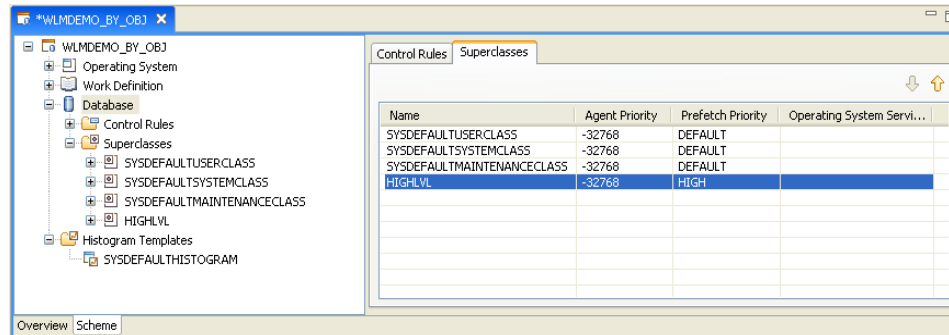 *WLMDEMO_BY_OBJ
WLMDEMO_BY_OBJ
Operating System
Work Definition
Database
Control Rules
Superclasses
SYSDEFAULTUSERCLASS
SYSDEFAULTSYSTEMCLASS
SYSDEFAULTMAINTENANCECLASS
HIGHLVL
Histogram Templates
SYSDEFAULTHISTOGRAM
Overview Scheme
Control Rules Superclasses
Name Agent Priority Prefetch Priority Operating System Servi...
SYSDEFAULTUSERCLASS -32768 DEFAULT
SYSDEFAULTSYSTEMCLASS -32768 DEFAULT
SYSDEFAULTMAINTENANCECLASS -32768 DEFAULT
HIGHLVL -32768 HIGH